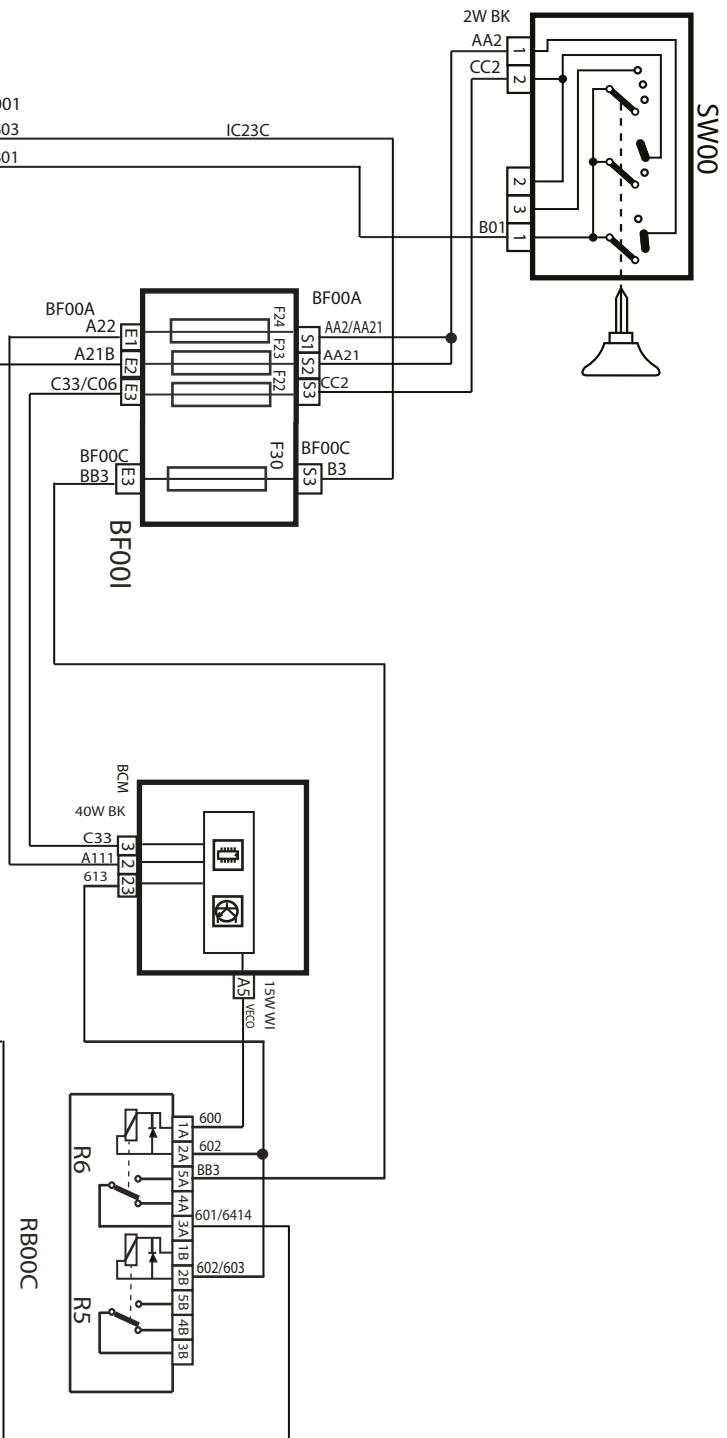 2W BK
AA2
1
CC2
2
SW00
001
B03
IC23C
B01
2
3
B01
1
BF00A
BF00A
A22
E1
F24
S1
AA2/AA21
A21B
E2
F23
S2
AA21
C33/C06
E3
F22
S3
CC2
BF00C
F30
BF00C
BB3
E3
S3
B3
BF00I
BCM
40W BK
C33
3
A111
2
613
23
A5
VECO
15W WI
600
1A
602
2A
BB3
5A
R6
4A
601/6414
3A
RB00C
1B
602/603
2B
R5
5B
4B
3B